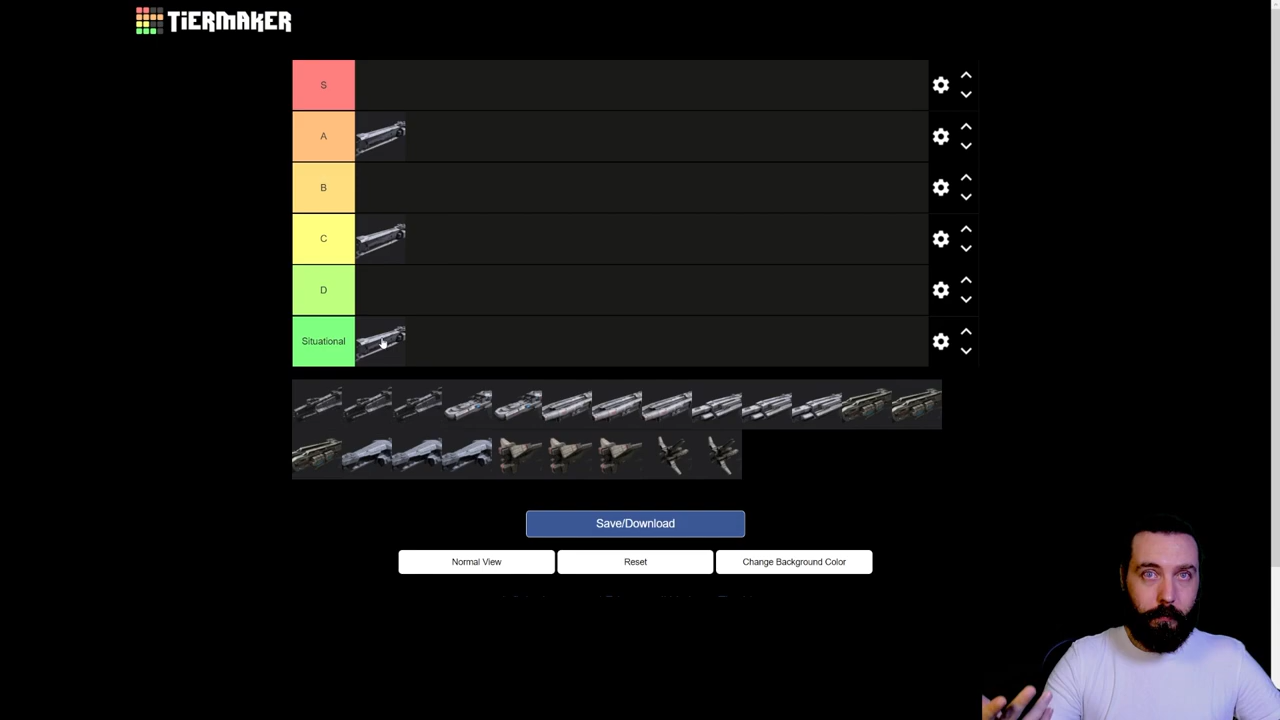 TiERMAKER
S
A
B
C
D
Situational
Save/Download
Normal View
Reset
Change Background Color